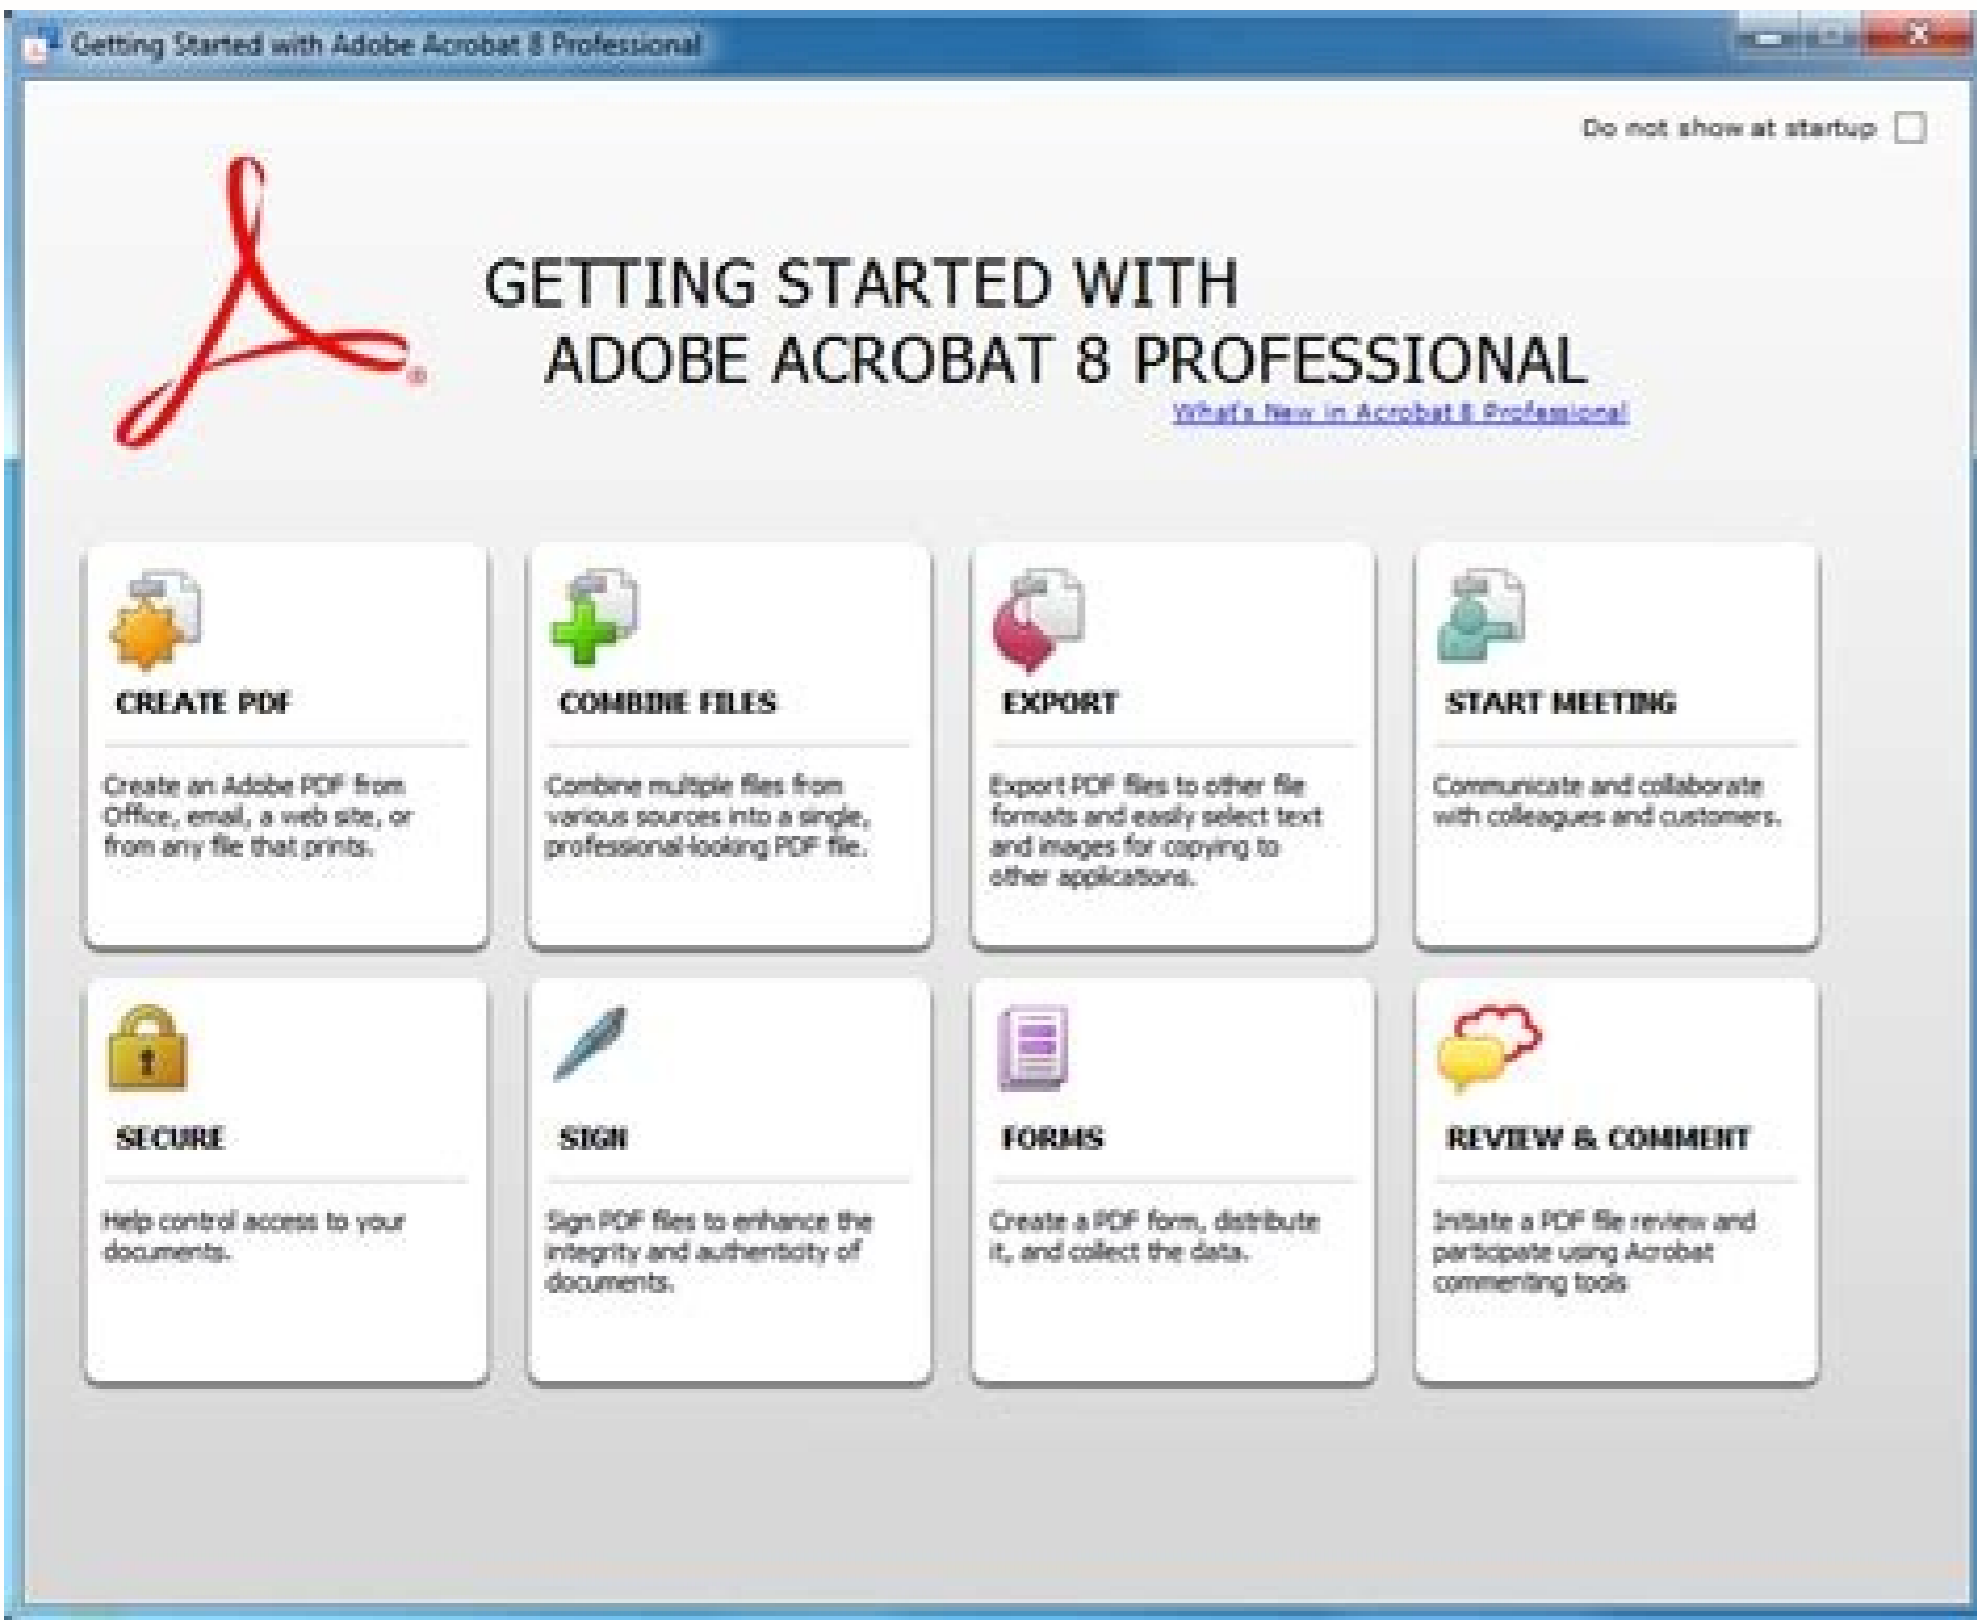 Getting Started with Adobe Acrobat 8 Professional
Do not show at startup
GETTING STARTED WITH
ADOBE ACROBAT 8 PROFESSIONAL
What's New in Acrobat 8 Professional
CREATE PDF
Create an Adobe PDF from
Office, email, a web site, or
from any file that prints.
COMBINE FILES
Combine multiple files from
various sources into a single,
professional-looking PDF file.
EXPORT
Export PDF files to other file
formats and easily select text
and images for copying to
other applications.
START MEETING
Communicate and collaborate
with colleagues and customers.
SECURE
Help control access to your
documents.
SIGN
Sign PDF files to enhance the
integrity and authenticity of
documents.
FORMS
Create a PDF form, distribute
it, and collect the data.
REVIEW & COMMENT
Initiate a PDF file review and
participate using Acrobat
commenting tools